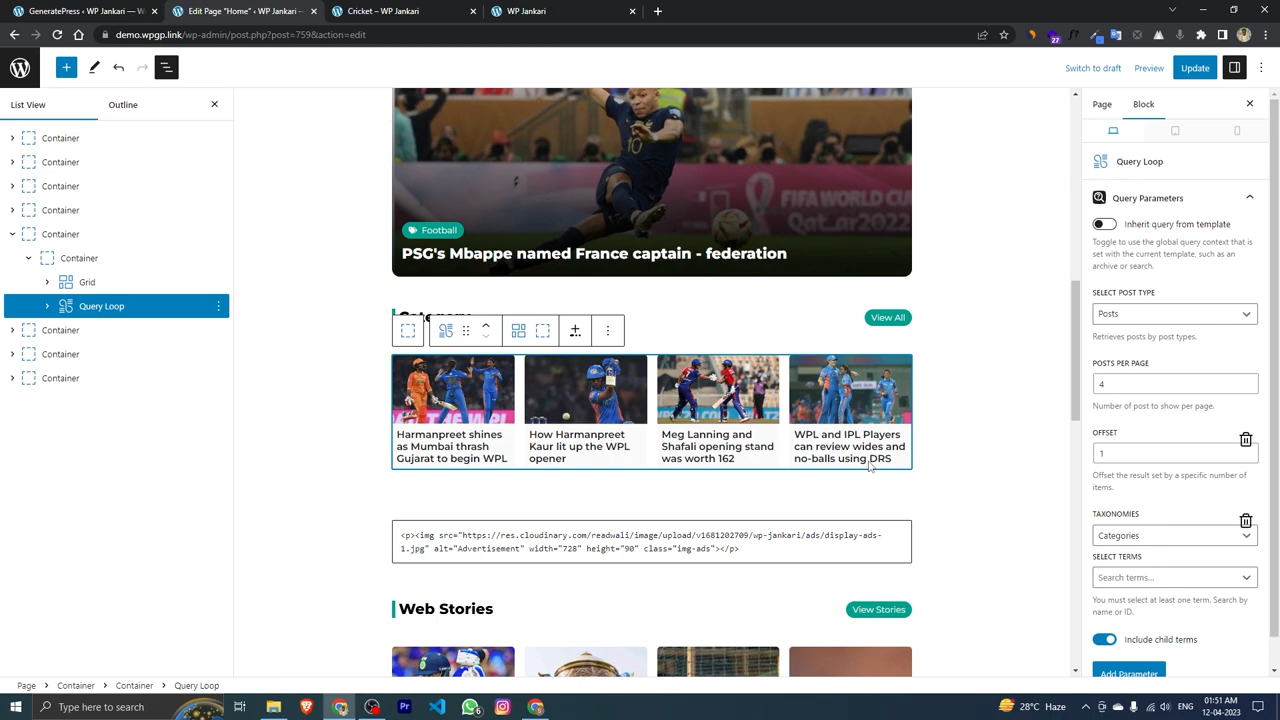 GeneratePress ‹ WP Jankari — W
Edit Page "Home" ‹ WP Jankari
Cricket – WP Jankari
WP Jankari
demo.wpgp.link/wp-admin/post.php?post=759&action=edit
27
Switch to draft
Preview
Update
List View
Outline
Container
Container
Container
Container
Container
Container
Grid
Query Loop
Container
Container
Container
10
FIFA WORLD CUP
Qatar2022
Football
PSG's Mbappe named France captain - federation
Category
View All
Harmanpreet shines
as Mumbai thrash
Gujarat to begin WPL
How Harmanpreet
Kaur lit up the WPL
opener
Meg Lanning and
Shafali opening stand
was worth 162
WPL and IPL Players
can review wides and
no-balls using DRS
<p><img src="https://res.cloudinary.com/readwali/image/upload/v1681202709/wp-jankari/ads/display-ads-
1.jpg" alt="Advertisement" width="728" height="90" class="img-ads"></p>
Web Stories
View Stories
Page
Block
Query Loop
Query Parameters
Inherit query from template
Toggle to use the global query context that is
set with the current template, such as an
archive or search.
SELECT POST TYPE
Posts
Retrieves posts by post types.
POSTS PER PAGE
4
Number of post to show per page.
OFFSET
1
Offset the result set by a specific number of
items.
TAXONOMIES
Categories
SELECT TERMS
Search terms...
You must select at least one term. Search by
name or ID.
Include child terms
Add Parameter
Page > Container > Container > Query Loop
Type here to search
Pr
6
28°C Haze
ENG
01:51 AM
12-04-2023